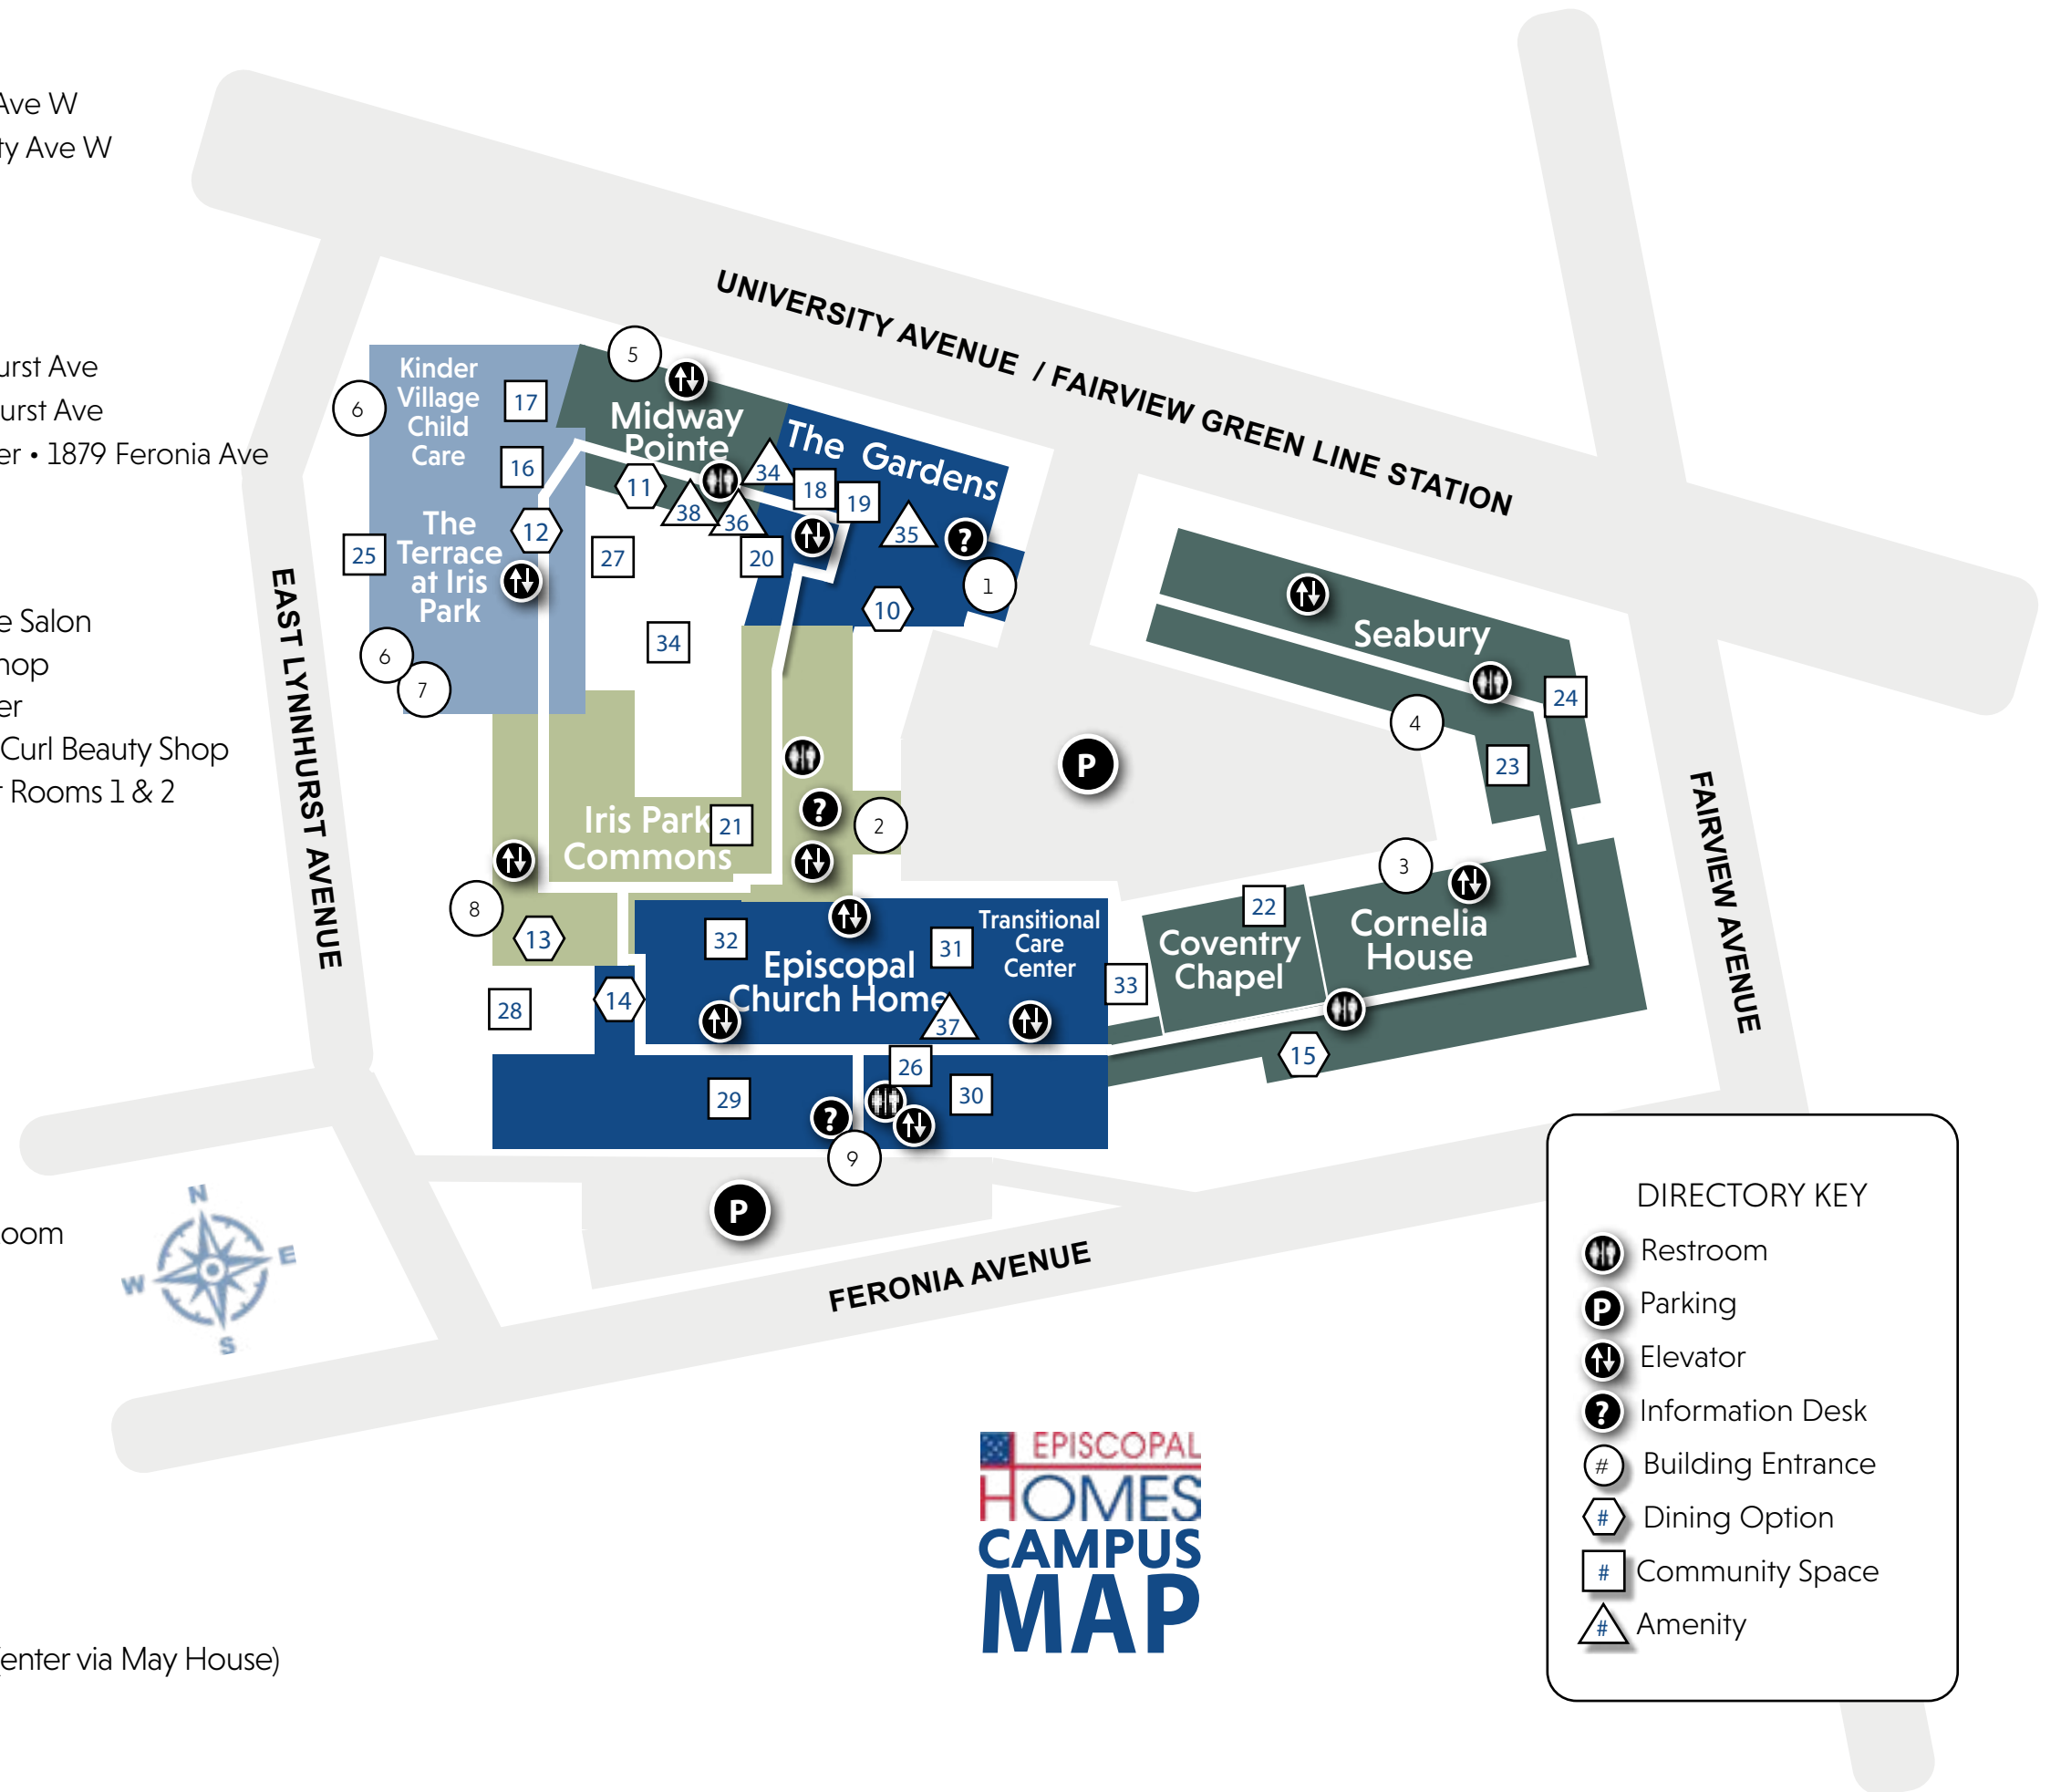 Ave W
ty Ave W
urst Ave
urst Ave
er • 1879 Feronia Ave
e Salon
hop
er
Curl Beauty Shop
r Rooms 1 & 2
oom
enter via May House)
UNIVERSITY AVENUE / FAIRVIEW GREEN LINE STATION
EAST LYNNHURST AVENUE
FAIRVIEW AVENUE
FERONIA AVENUE
Kinder
Village
Child
Care
6
17
16
5
Midway
Pointe
11
38
36
34
The Gardens
18
19
35
?
20
10
1
The
Terrace
at Iris
Park
12
25
27
34
6
7
Seabury
24
4
23
P
Iris Park
Commons
21
?
2
3
8
13
22
Coventry
Chapel
Cornelia
House
32
31
Transitional
Care
Center
Episcopal
Church Home
33
28
14
37
26
15
29
30
?
9
P
N
E
W
S
EPISCOPAL
HOMES
CAMPUS
MAP
DIRECTORY KEY
Restroom
P Parking
Elevator
? Information Desk
# Building Entrance
# Dining Option
# Community Space
# Amenity